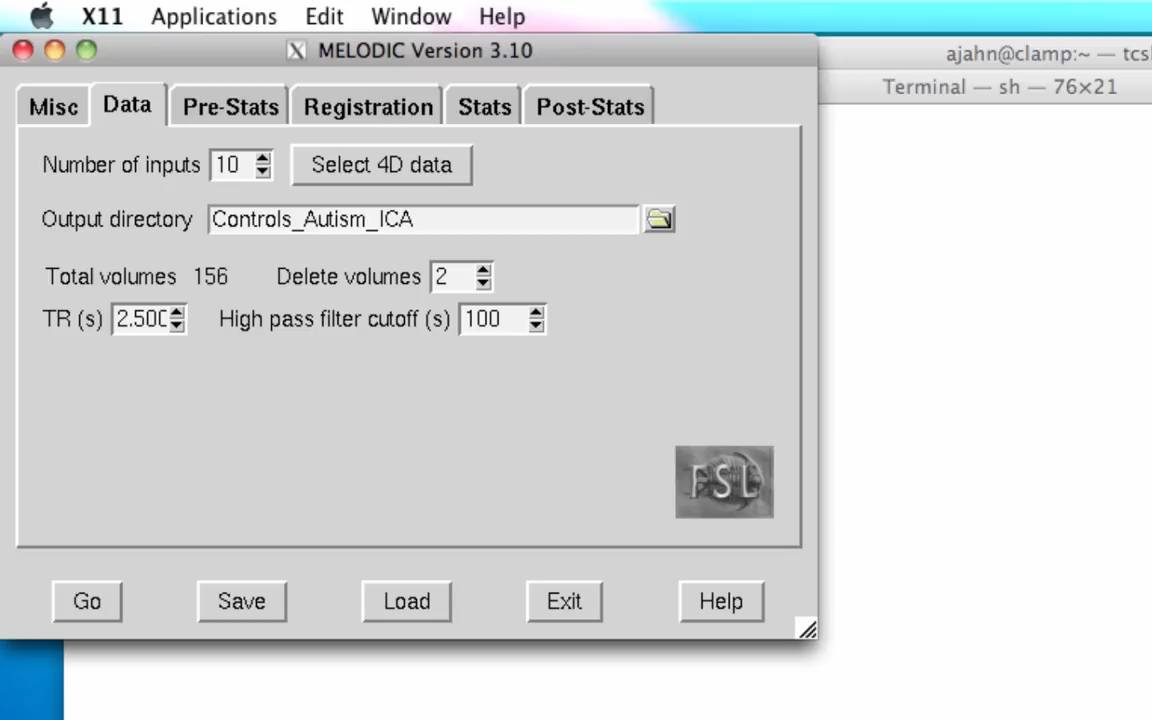 X11 Applications Edit Window Help
X MELODIC Version 3.10
ajahn@clamp:~ — tcs
Terminal — sh — 76×21
Misc Data Pre-Stats Registration Stats Post-Stats
Number of inputs 10 Select 4D data
Output directory Controls_Autism_ICA
Total volumes 156 Delete volumes 2
TR (s) 2.500 High pass filter cutoff (s) 100
FSL
Go Save Load Exit Help